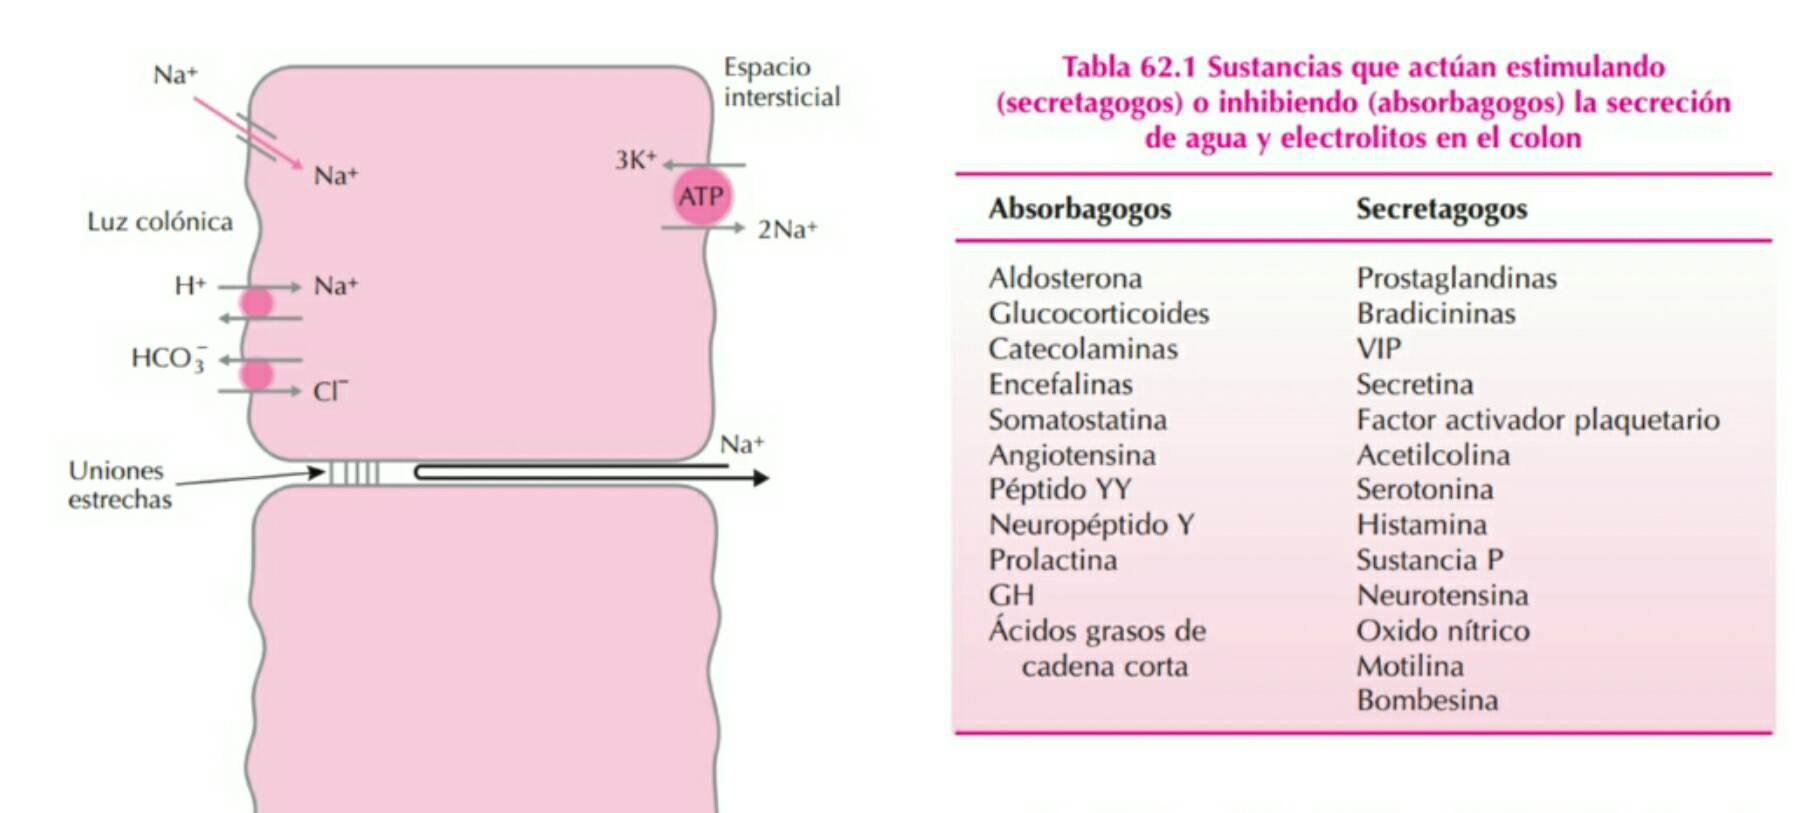 Na⁺
Espacio
intersticial
3K⁺
Na⁺
ATP
Luz colónica
2Na⁺
H⁺
Na⁺
HCO₃⁻
Cl⁻
Na⁺
Uniones
estrechas
Tabla 62.1 Sustancias que actúan estimulando
(secretagogos) o inhibiendo (absorbagogos) la secreción
de agua y electrolitos en el colon
Absorbagogos Secretagogos
Aldosterona Prostaglandinas
Glucocorticoides Bradicininas
Catecolaminas VIP
Encefalinas Secretina
Somatostatina Factor activador plaquetario
Angiotensina Acetilcolina
Péptido YY Serotonina
Neuropéptido Y Histamina
Prolactina Sustancia P
GH Neurotensina
Ácidos grasos de Oxido nítrico
cadena corta Motilina
Bombesina